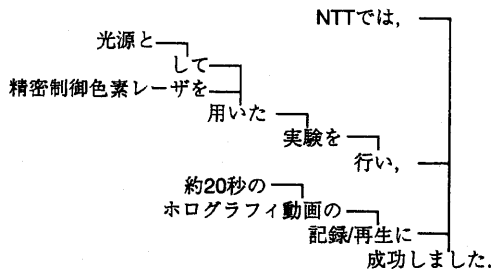 NTTでは,
光源と
して
精密制御色素レーザを
用いた
実験を
行い,
約20秒の
ホログラフィ動画の
記録/再生に
成功しました.